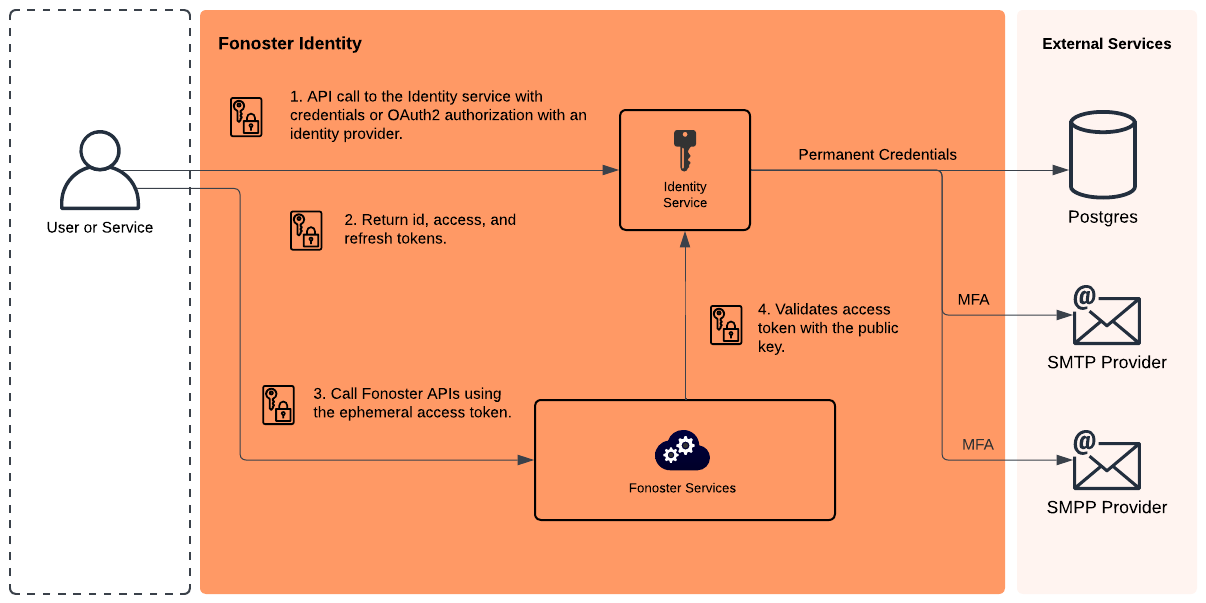 Fonoster Identity
External Services
1. API call to the Identity service with
credentials or OAuth2 authorization with an
identity provider.
User or Service
Identity
Service
Permanent Credentials
Postgres
2. Return id, access, and
refresh tokens.
4. Validates access
token with the public
key.
MFA
@
SMTP Provider
3. Call Fonoster APIs using
the ephemeral access token.
Fonoster Services
MFA
@
SMPP Provider